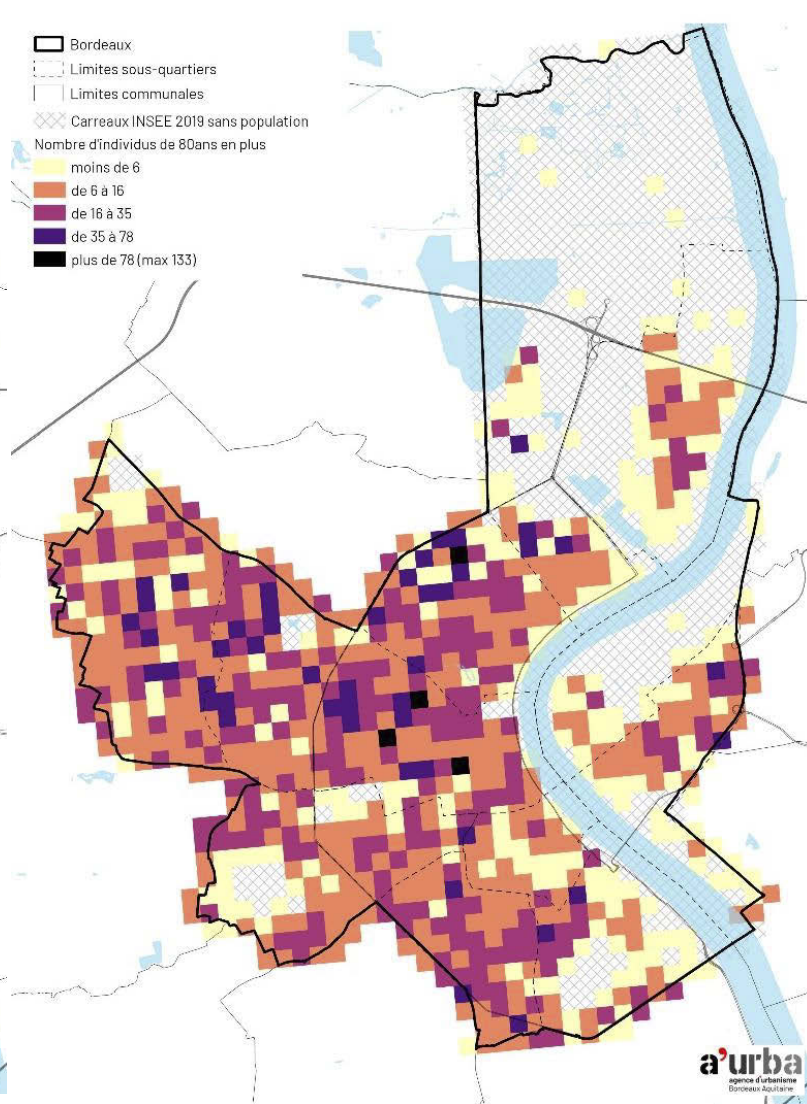 Bordeaux
Limites sous-quartiers
Limites communales
Carreaux INSEE 2019 sans population
Nombre d'individus de 80ans en plus
moins de 6
de 6 à 16
de 16 à 35
de 35 à 78
plus de 78 (max 133)
a'urba
agence d'urbanisme
Bordeaux Aquitaine